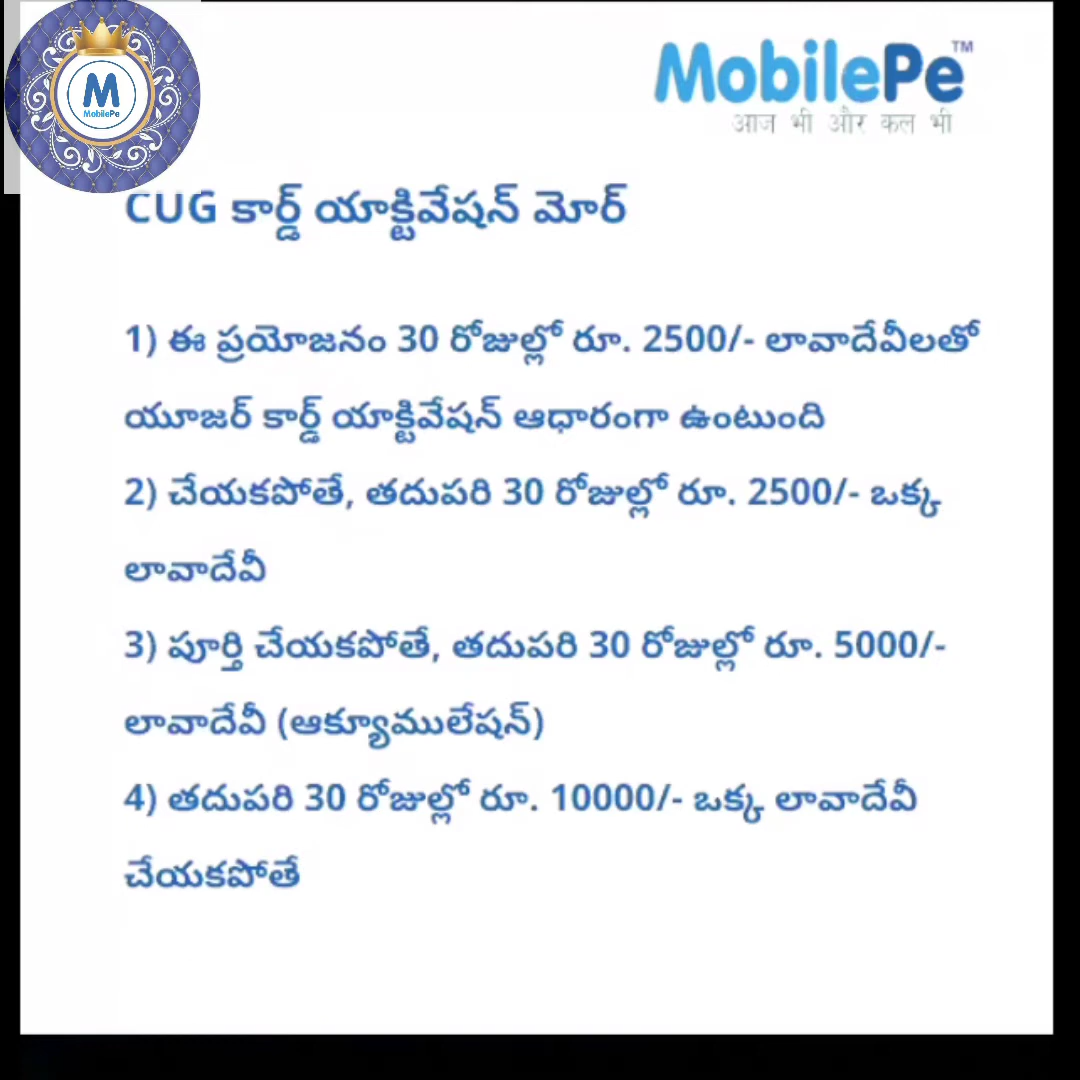 M
MobilePe
MobilePe™
आज भी और कल भी
CUG కార్డ్ యాక్టివేషన్ మోర్
1) ఈ ప్రయోజనం 30 రోజుల్లో రూ. 2500/- లావాదేవీలతో
యూజర్ కార్డ్ యాక్టివేషన్ ఆధారంగా ఉంటుంది
2) చేయకపోతే, తదుపరి 30 రోజుల్లో రూ. 2500/- ఒక్క
లావాదేవీ
3) పూర్తి చేయకపోతే, తదుపరి 30 రోజుల్లో రూ. 5000/-
లావాదేవీ (ఆక్యూములేషన్)
4) తదుపరి 30 రోజుల్లో రూ. 10000/- ఒక్క లావాదేవీ
చేయకపోతే